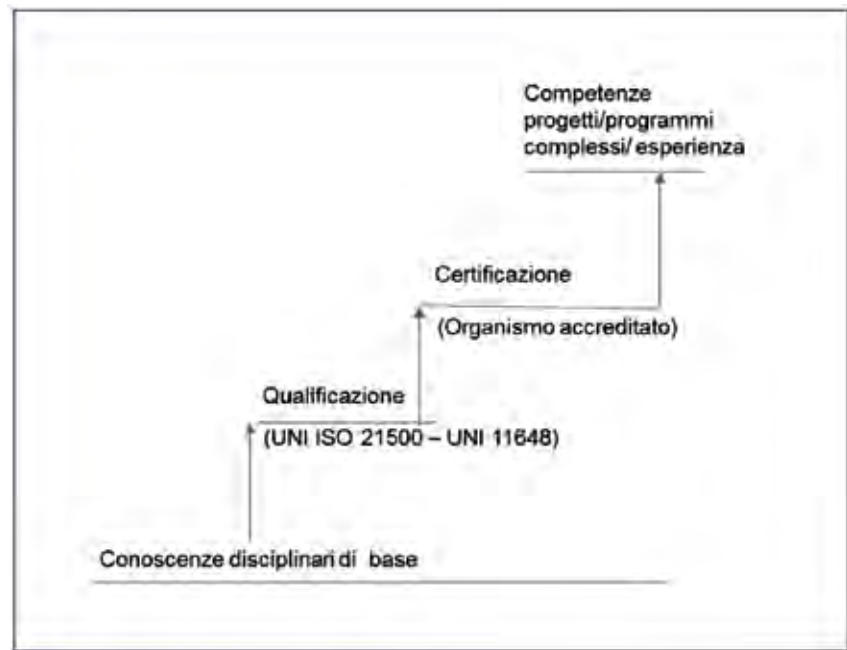 Competenze
progetti/programmi
complessi/ esperienza
Certificazione
(Organismo accreditato)
Qualificazione
(UNI ISO 21500 – UNI 11648)
Conoscenze disciplinari di base